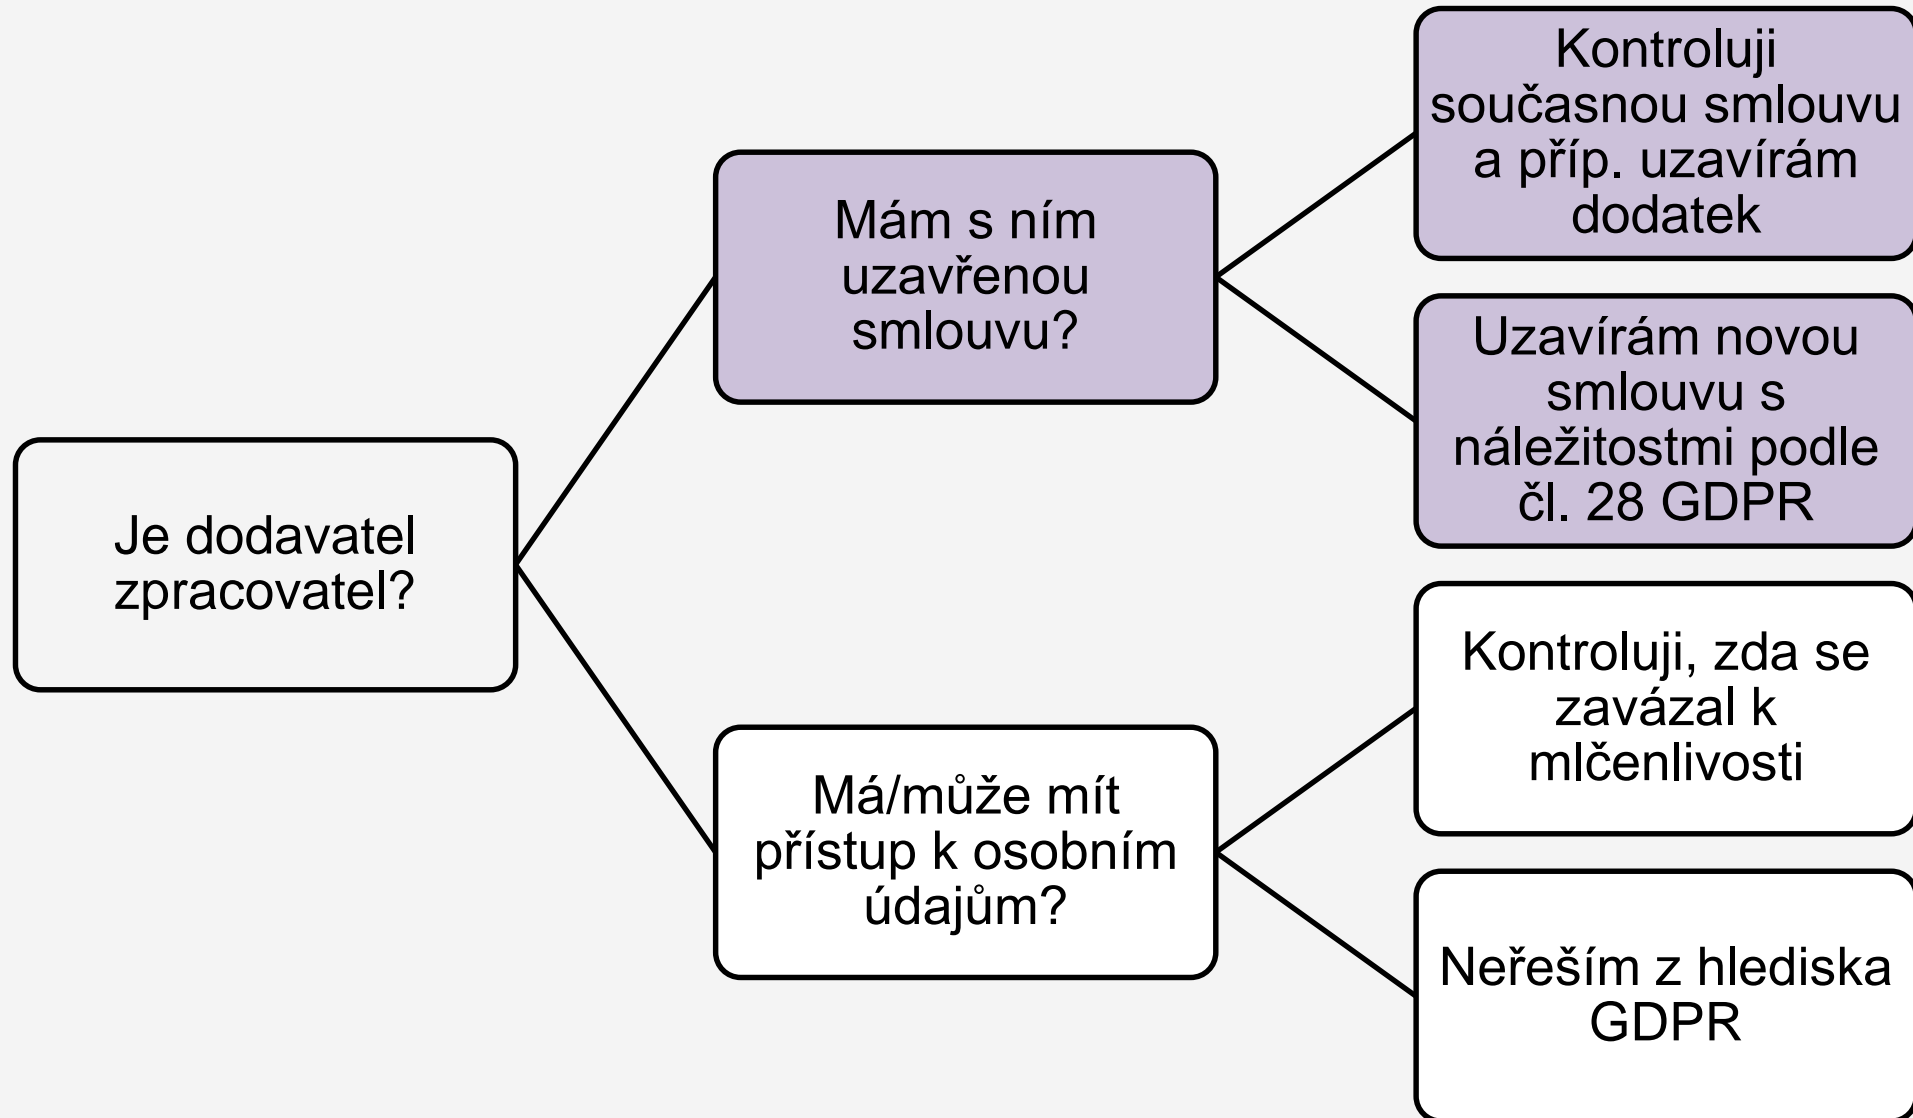 Je dodavatel
zpracovatel?
Mám s ním
uzavřenou
smlouvu?
Kontroluji
současnou smlouvu
a příp. uzavírám
dodatek
Uzavírám novou
smlouvu s
náležitostmi podle
čl. 28 GDPR
Má/může mít
přístup k osobním
údajům?
Kontroluji, zda se
zavázal k
mlčenlivosti
Neřeším z hlediska
GDPR